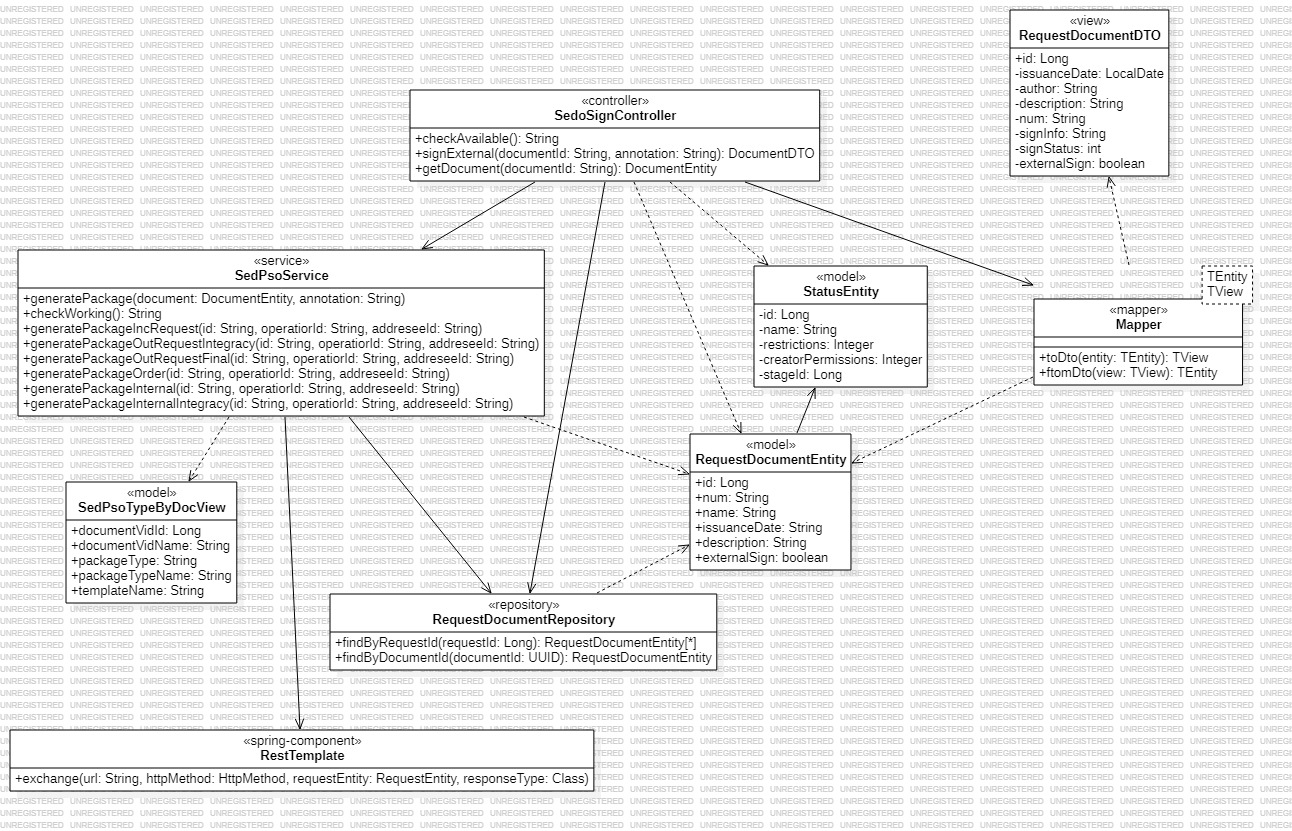 «view»
RequestDocumentDTO
+id: Long
-issuanceDate: LocalDate
-author: String
-description: String
-num: String
-signInfo: String
-signStatus: int
-externalSign: boolean
«controller»
SedoSignController
+checkAvailable(): String
+signExternal(documentId: String, annotation: String): DocumentDTO
+getDocument(documentId: String): DocumentEntity
«service»
SedPsoService
+generatePackage(document: DocumentEntity, annotation: String)
+checkWorking(): String
+generatePackageIncRequest(id: String, operatiorId: String, addreseeId: String)
+generatePackageOutRequestIntegracy(id: String, operatiorId: String, addreseeId: String)
+generatePackageOutRequestFinal(id: String, operatiorId: String, addreseeId: String)
+generatePackageOrder(id: String, operatiorId: String, addreseeId: String)
+generatePackageInternal(id: String, operatiorId: String, addreseeId: String)
+generatePackageInternalIntegracy(id: String, operatiorId: String, addreseeId: String)
«model»
StatusEntity
-id: Long
-name: String
-restrictions: Integer
-creatorPermissions: Integer
-stageId: Long
TEntity
TView
«mapper»
Mapper
+toDto(entity: TEntity): TView
+ftomDto(view: TView): TEntity
«model»
RequestDocumentEntity
+id: Long
+num: String
+name: String
+issuanceDate: String
+description: String
+externalSign: boolean
«model»
SedPsoTypeByDocView
+documentVidId: Long
+documentVidName: String
+packageType: String
+packageTypeName: String
+templateName: String
«repository»
RequestDocumentRepository
+findByRequestId(requestId: Long): RequestDocumentEntity[*]
+findByDocumentId(documentId: UUID): RequestDocumentEntity
«spring-component»
RestTemplate
+exchange(url: String, httpMethod: HttpMethod, requestEntity: RequestEntity, responseType: Class)
UNREGISTERED